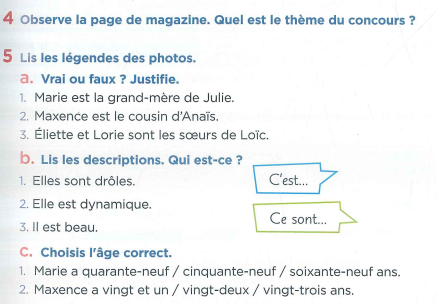 4 Observe la page de magazine. Quel est le thème du concours ?
5 Lis les légendes des photos.
a. Vrai ou faux ? Justifie.
1. Marie est la grand-mère de Julie.
2. Maxence est le cousin d'Anaïs.
3. Éliette et Lorie sont les sœurs de Loïc.
b. Lis les descriptions. Qui est-ce ?
1. Elles sont drôles.
2. Elle est dynamique.
3. Il est beau.
C'est...
Ce sont...
C. Choisis l'âge correct.
1. Marie a quarante-neuf / cinquante-neuf / soixante-neuf ans.
2. Maxence a vingt et un / vingt-deux / vingt-trois ans.